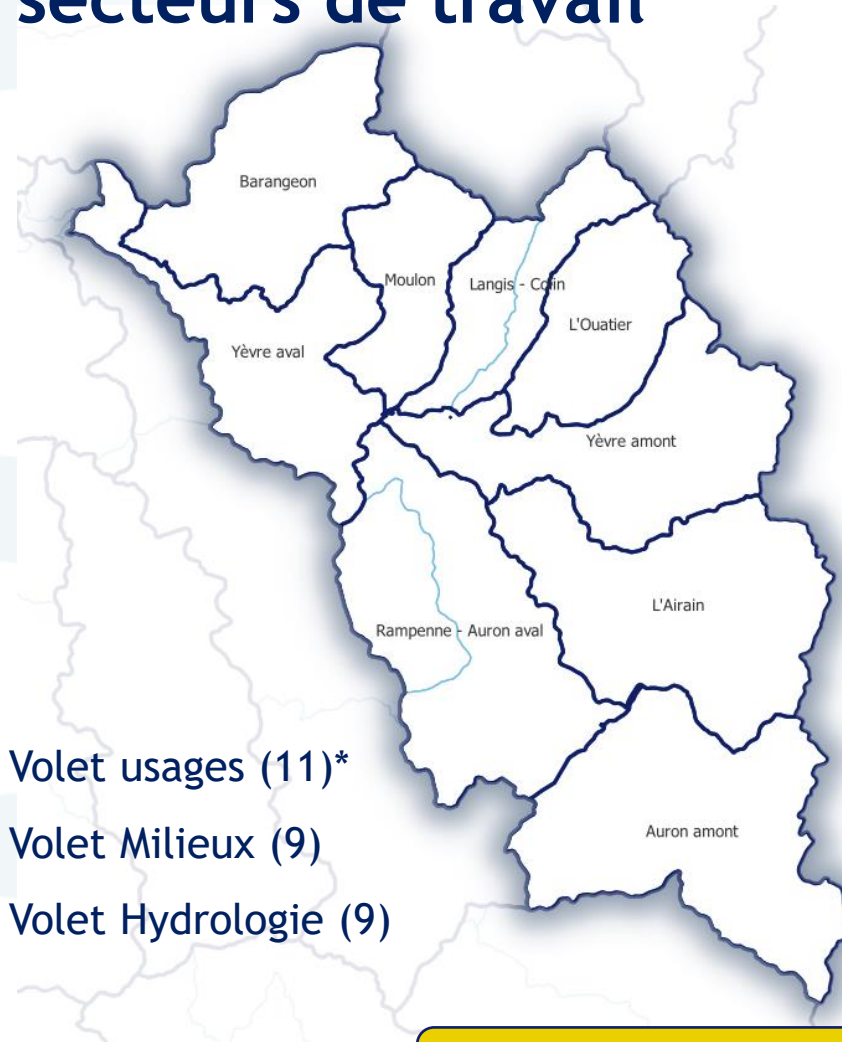 secteurs de travail
Barangeon
Moulon
Langis - Colin
L'Ouatier
Yèvre aval
Yèvre amont
L'Airain
Rampenne - Auron aval
Auron amont
Volet usages (11)*
Volet Milieux (9)
Volet Hydrologie (9)